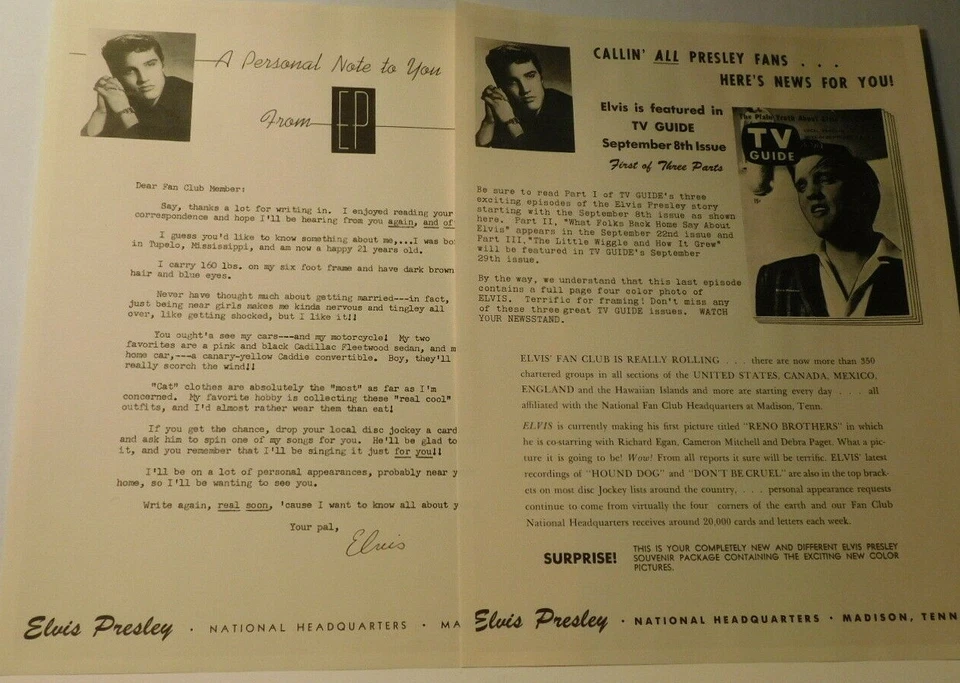 A Personal Note to You
From EP
Dear Fan Club Member:
Say, thanks a lot for writing in. I enjoyed reading your
correspondence and hope I'll be hearing from you again, and of
I guess you'd like to know something about me,...I was bo
in Tupelo, Mississippi, and am now a happy 21 years old.
I carry 160 lbs. on my six foot frame and have dark brown
hair and blue eyes.
Never have thought much about getting married---in fact,
just being near girls makes me kinda nervous and tingley all
over, like getting shocked, but I like it!!
You ought'a see my cars---and my motorcycle! My two
favorites are a pink and black Cadillac Fleetwood sedan, and m
home car,---a canary-yellow Caddie convertible. Boy, they'll
really scorch the wind!!
"Cat" clothes are absolutely the "most" as far as I'm
concerned. My favorite hobby is collecting these "real cool"
outfits, and I'd almost rather wear them than eat!
If you get the chance, drop your local disc jockey a card
and ask him to spin one of my songs for you. He'll be glad to
it, and you remember that I'll be singing it just for you!!
I'll be on a lot of personal appearances, probably near y
home, so I'll be wanting to see you.
Write again, real soon, 'cause I want to know all about y
Your pal,
Elvis
Elvis Presley · NATIONAL HEADQUARTERS · MA
CALLIN' ALL PRESLEY FANS . . .
HERE'S NEWS FOR YOU!
Elvis is featured in
TV GUIDE
September 8th Issue
First of Three Parts
The Plain Truth About
TV
GUIDE
Be sure to read Part I of TV GUIDE's three
exciting episodes of the Elvis Presley story
starting with the September 8th issue as shown
here. Part II, "What Folks Back Home Say About
Elvis" appears in the September 22nd issue and
Part III."The Little Wiggle and How It Grew"
will be featured in TV GUIDE's September
29th issue.
By the way, we understand that this last episode
contains a full page four color photo of
ELVIS. Terrific for framing! Don't miss any
of these three great TV GUIDE issues. WATCH
YOUR NEWSSTAND.
ELVIS' FAN CLUB IS REALLY ROLLING . . . there are now more than 350
chartered groups in all sections of the UNITED STATES, CANADA, MEXICO,
ENGLAND and the Hawaiian Islands and more are starting every day . . . . all
affiliated with the National Fan Club Headquarters at Madison, Tenn.
ELVIS is currently making his first picture titled "RENO BROTHERS" in which
he is co-starring with Richard Egan, Cameron Mitchell and Debra Paget. What a pic-
ture it is going to be! Wow! From all reports it sure will be terrific. ELVIS' latest
recordings of "HOUND DOG" and "DON'T BE CRUEL" are also in the top brack-
ets on most disc Jockey lists around the country. . . . personal appearance requests
continue to come from virtually the four corners of the earth and our Fan Club
National Headquarters receives around 20,000 cards and letters each week.
SURPRISE! THIS IS YOUR COMPLETELY NEW AND DIFFERENT ELVIS PRESLEY
SOUVENIR PACKAGE CONTAINING THE EXCITING NEW COLOR
PICTURES.
Elvis Presley · NATIONAL HEADQUARTERS · MADISON, TENN